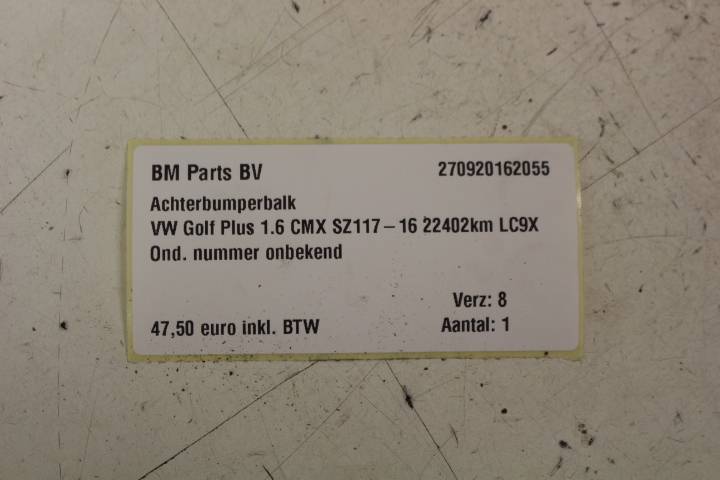 BM Parts BV 270920162055
Achterbumperbalk
VW Golf Plus 1.6 CMX SZ117-16 22402km LC9X
Ond. nummer onbekend
Verz: 8
47,50 euro inkl. BTW Aantal: 1